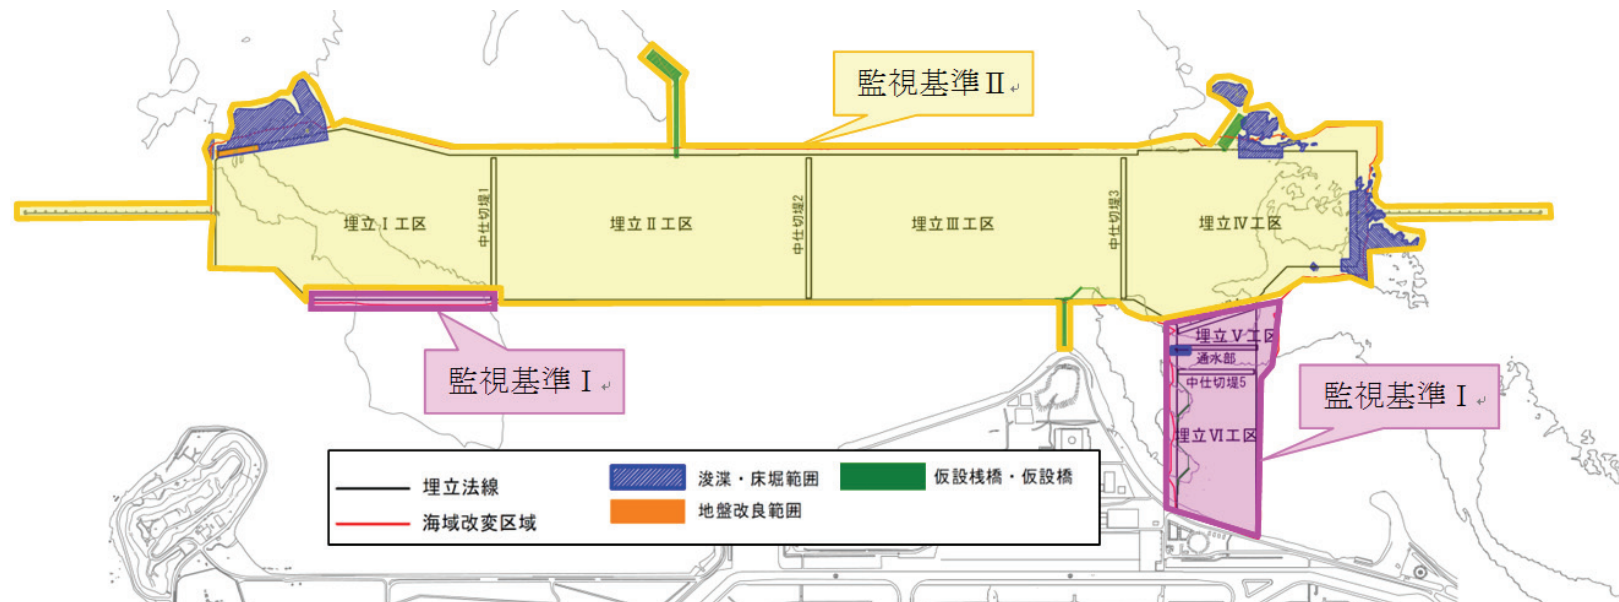 監視基準Ⅱ
埋立Ⅰ工区
中仕切堤1
埋立Ⅱ工区
中仕切堤2
埋立Ⅲ工区
中仕切堤3
埋立Ⅳ工区
監視基準Ⅰ
埋立Ⅴ工区
通水部
中仕切堤5
埋立Ⅵ工区
監視基準Ⅰ
埋立法線
海域改変区域
浚渫・床堀範囲
地盤改良範囲
仮設桟橋・仮設橋